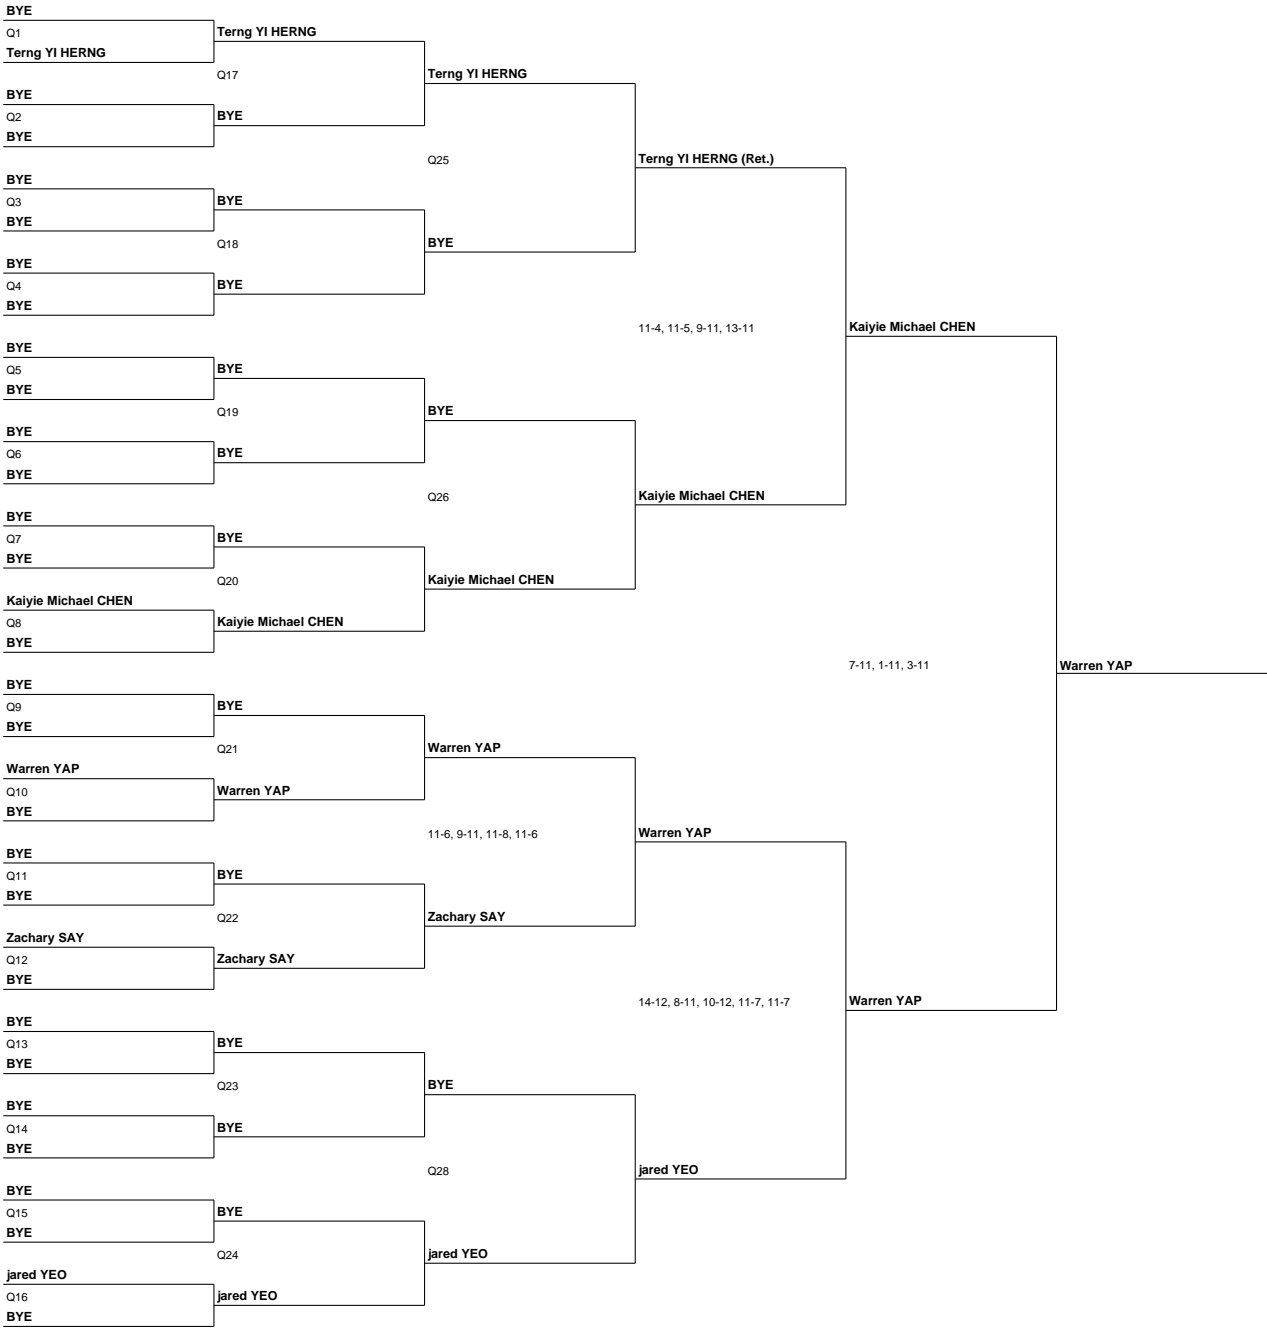 BYE
Q1
Terng YI HERNG
BYE
Q2
BYE
BYE
Q3
BYE
BYE
Q4
BYE
BYE
Q5
BYE
BYE
Q6
BYE
BYE
Q7
BYE
Kaiyie Michael CHEN
Q8
BYE
BYE
Q9
BYE
Warren YAP
Q10
BYE
BYE
Q11
BYE
Zachary SAY
Q12
BYE
BYE
Q13
BYE
BYE
Q14
BYE
BYE
Q15
BYE
jared YEO
Q16
BYE
Terng YI HERNG
Q17
BYE
BYE
Q18
BYE
BYE
Q19
BYE
BYE
Q20
Kaiyie Michael CHEN
BYE
Q21
Warren YAP
BYE
Q22
Zachary SAY
BYE
Q23
BYE
BYE
Q24
jared YEO
Terng YI HERNG
Q25
BYE
BYE
Q26
Kaiyie Michael CHEN
Warren YAP
11-6, 9-11, 11-8, 11-6
Zachary SAY
BYE
Q28
jared YEO
Terng YI HERNG (Ret.)
11-4, 11-5, 9-11, 13-11
Kaiyie Michael CHEN
Warren YAP
14-12, 8-11, 10-12, 11-7, 11-7
jared YEO
Kaiyie Michael CHEN
7-11, 1-11, 3-11
Warren YAP
Warren YAP